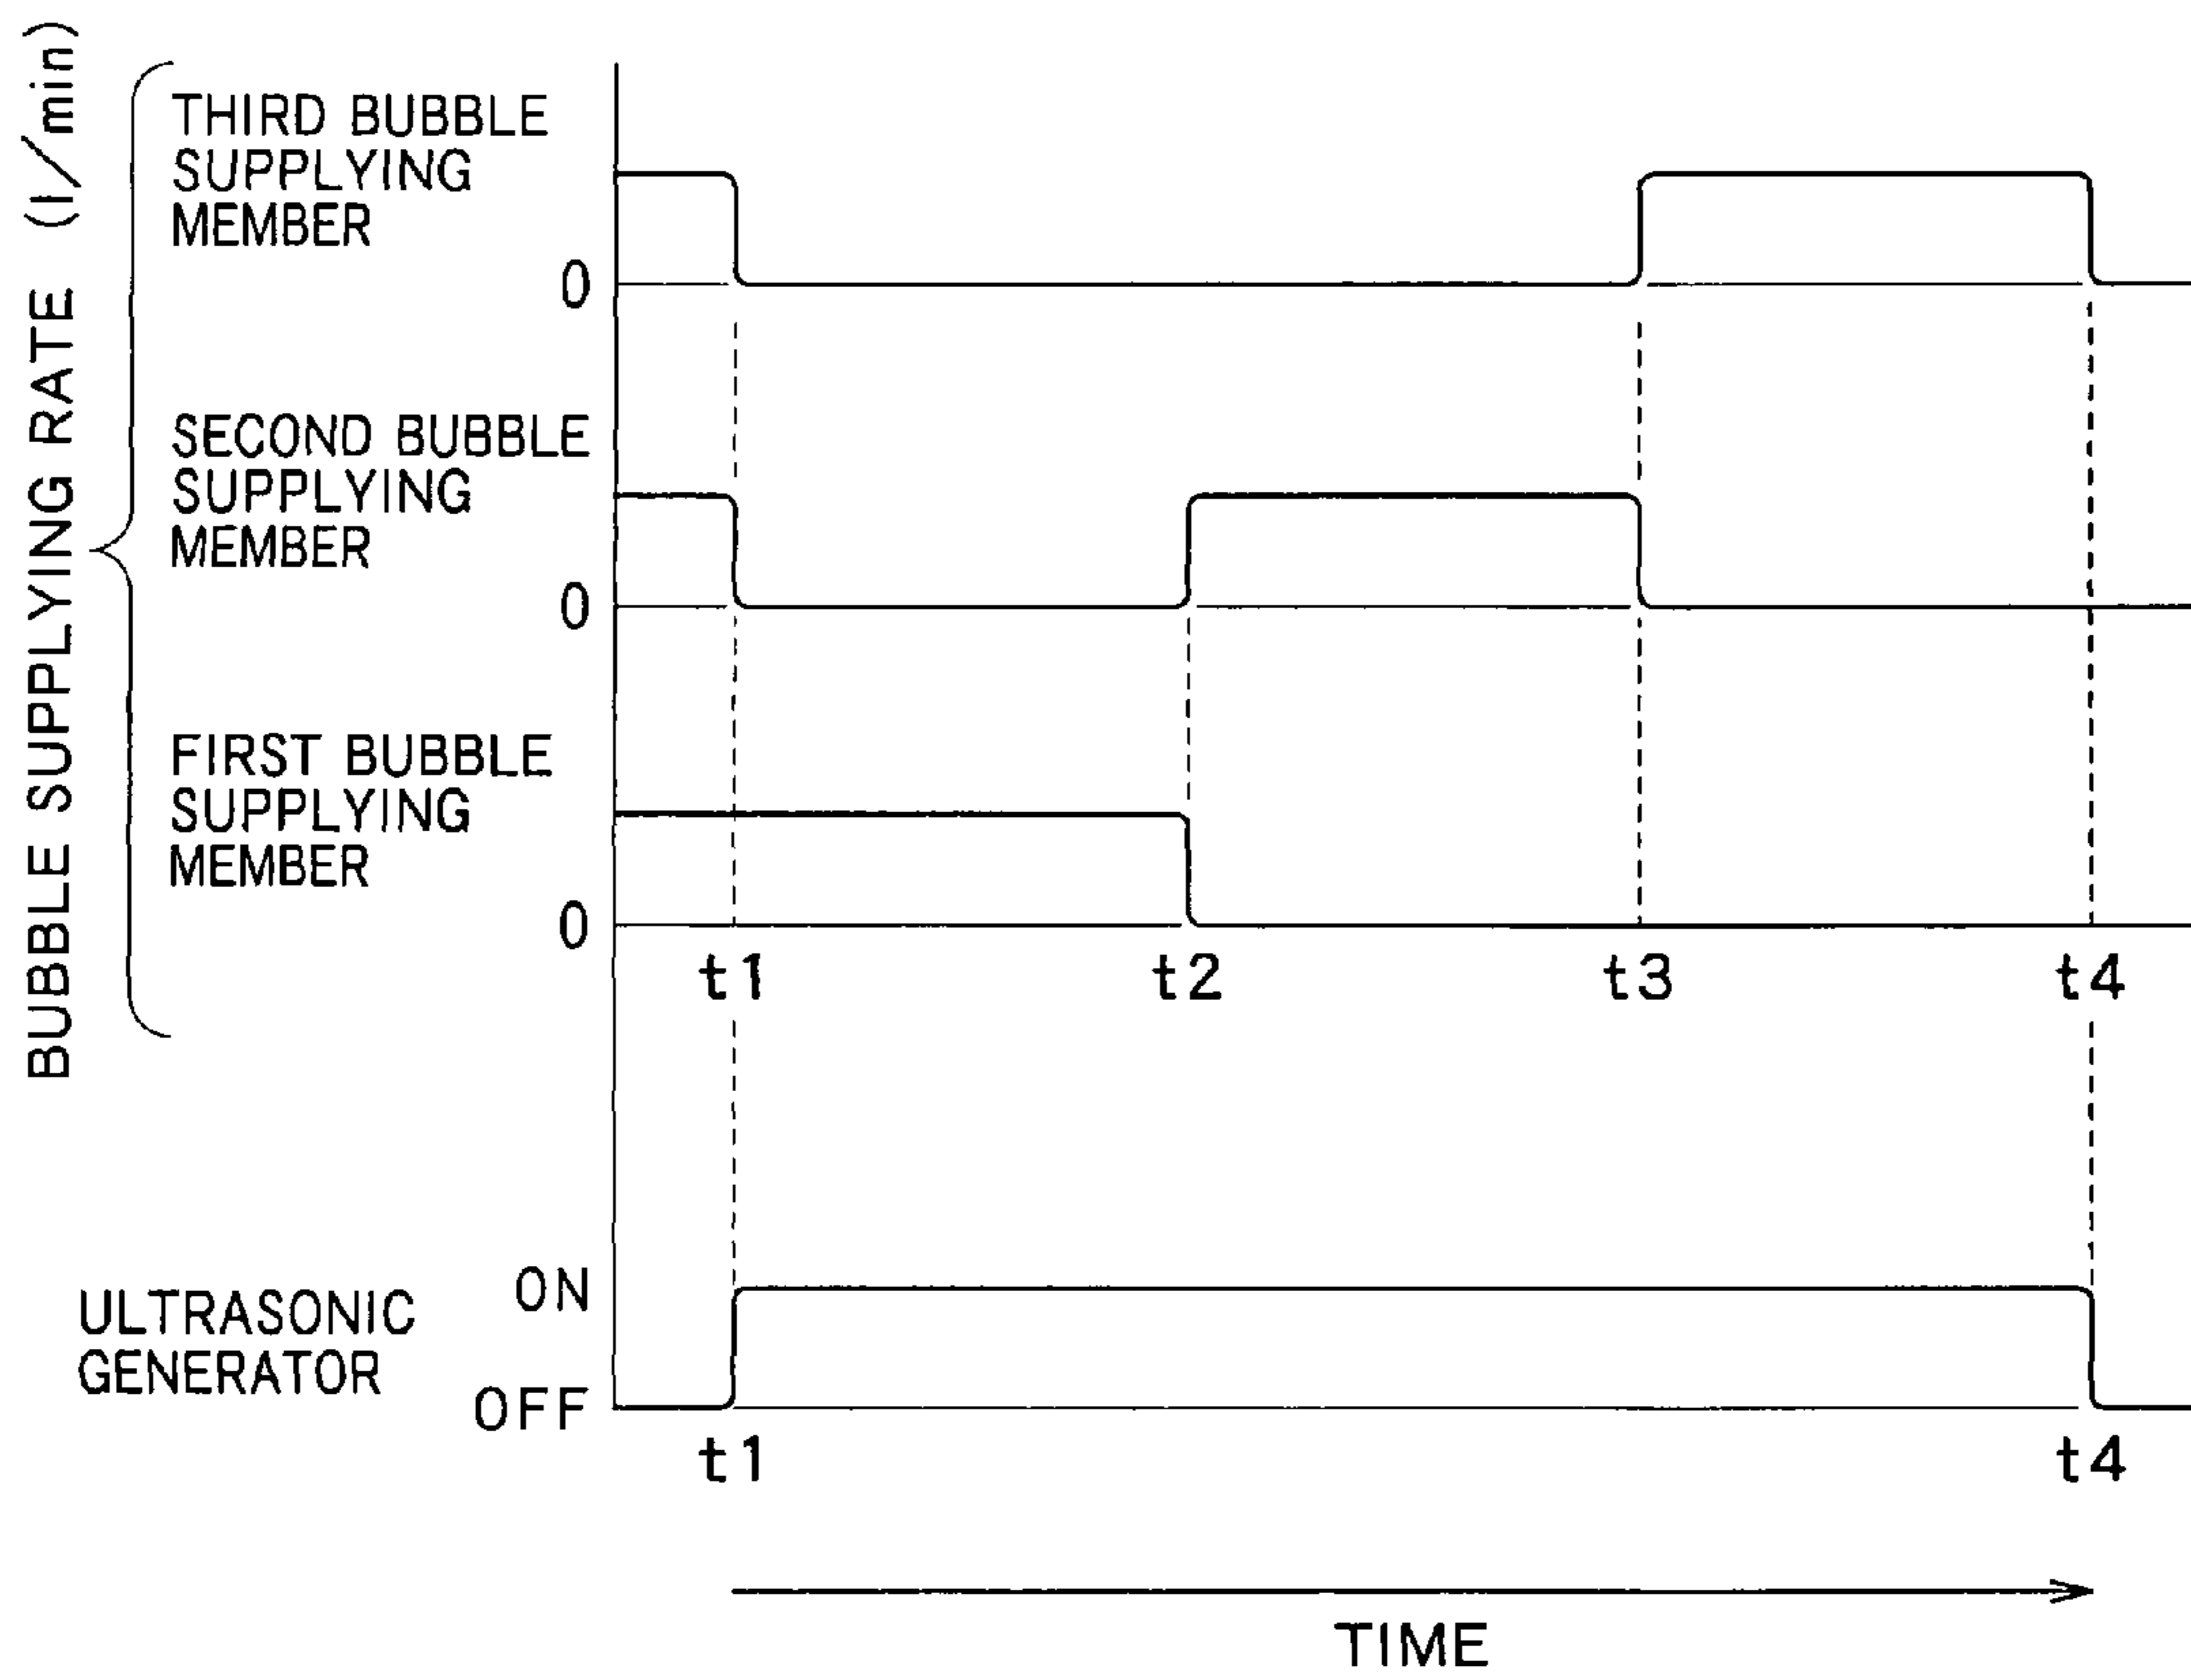 BUBBLE SUPPLYING RATE (l/min)
THIRD BUBBLE
SUPPLYING
MEMBER
0
SECOND BUBBLE
SUPPLYING
MEMBER
0
FIRST BUBBLE
SUPPLYING
MEMBER
0
t1 t2 t3 t4
ULTRASONIC
GENERATOR
ON
OFF
t1 t4
TIME